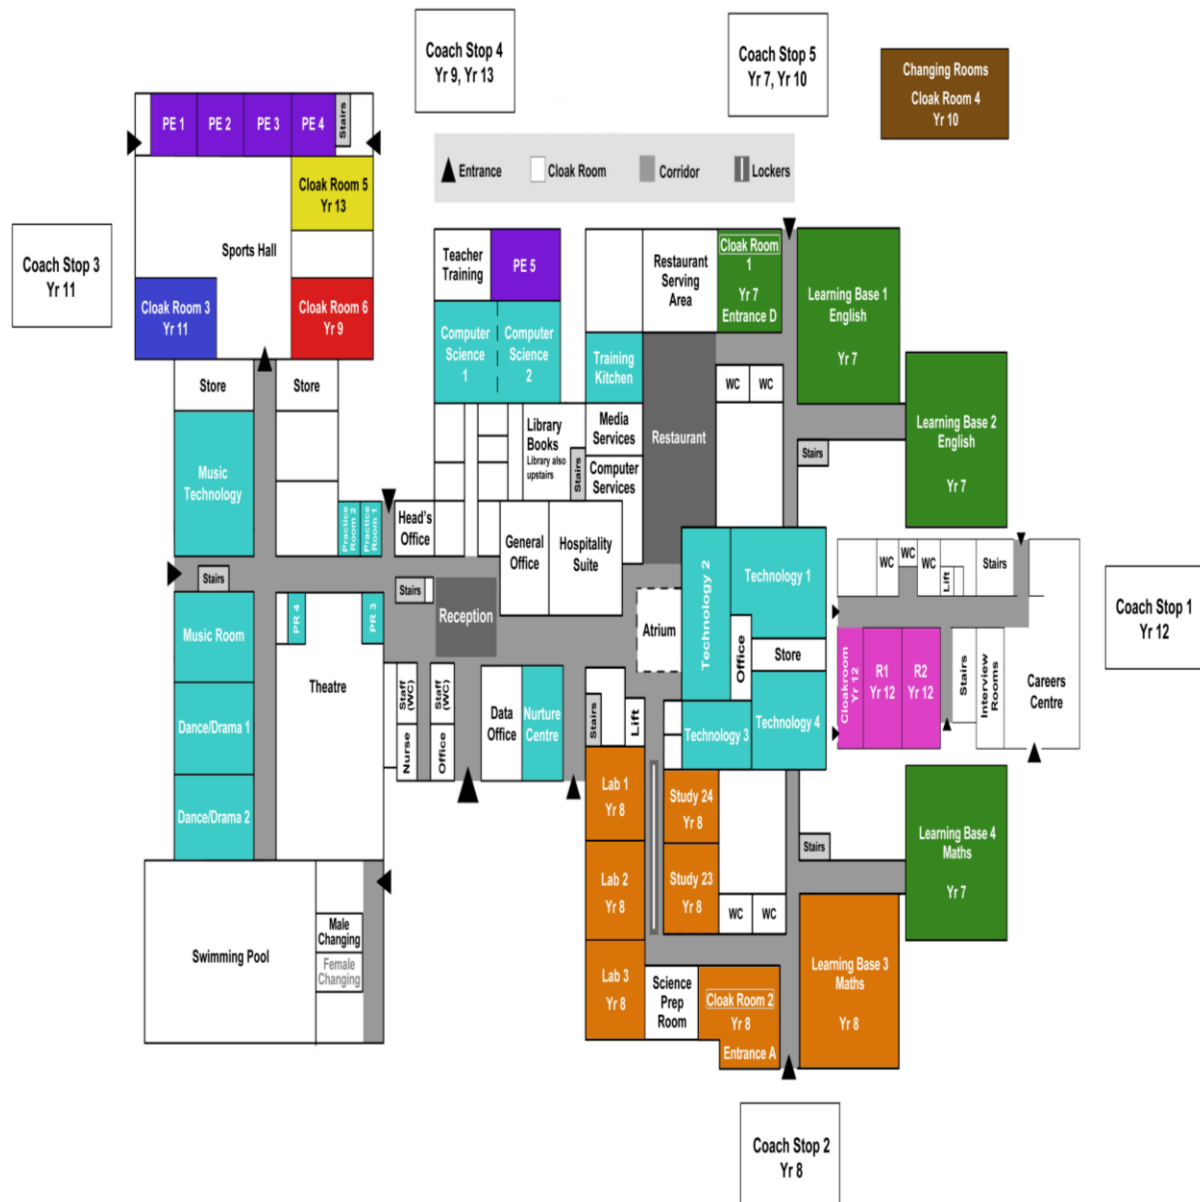 Coach Stop 4
Yr 9, Yr 13
Coach Stop 5
Yr 7, Yr 10
Changing Rooms
Cloak Room 4
Yr 10
PE 1
PE 2
PE 3
PE 4
Stairs
Entrance
Cloak Room
Corridor
Lockers
Cloak Room 5
Yr 13
Sports Hall
Coach Stop 3
Yr 11
Cloak Room 3
Yr 11
Cloak Room 6
Yr 9
Teacher
Training
PE 5
Restaurant
Serving
Area
Cloak Room
1
Yr 7
Entrance D
Learning Base 1
English
Yr 7
Computer
Science
1
Computer
Science
2
Training
Kitchen
WC
WC
Store
Store
Learning Base 2
English
Yr 7
Library
Books
Library also
upstairs
Stairs
Media
Services
Computer
Services
Restaurant
Stairs
Music
Technology
Practice
Room 2
Practice
Room 1
Head's
Office
General
Office
Hospitality
Suite
Technology 2
Technology 1
WC
WC
WC
Lift
Stairs
Coach Stop 1
Yr 12
Stairs
Stairs
Reception
PR 4
PR 3
Music Room
Atrium
Office
Store
Theatre
Cloakroom
Yr 12
R1
Yr 12
R2
Yr 12
Stairs
Interview
Rooms
Careers
Centre
Staff
(WC)
Staff
(WC)
Nurse
Office
Data
Office
Nurture
Centre
Stairs
Lift
Technology 3
Technology 4
Dance/Drama 1
Dance/Drama 2
Lab 1
Yr 8
Study 24
Yr 8
Stairs
Learning Base 4
Maths
Yr 7
Lab 2
Yr 8
Study 23
Yr 8
WC
WC
Swimming Pool
Male
Changing
Female
Changing
Lab 3
Yr 8
Science
Prep
Room
Cloak Room 2
Yr 8
Entrance A
Learning Base 3
Maths
Yr 8
Coach Stop 2
Yr 8